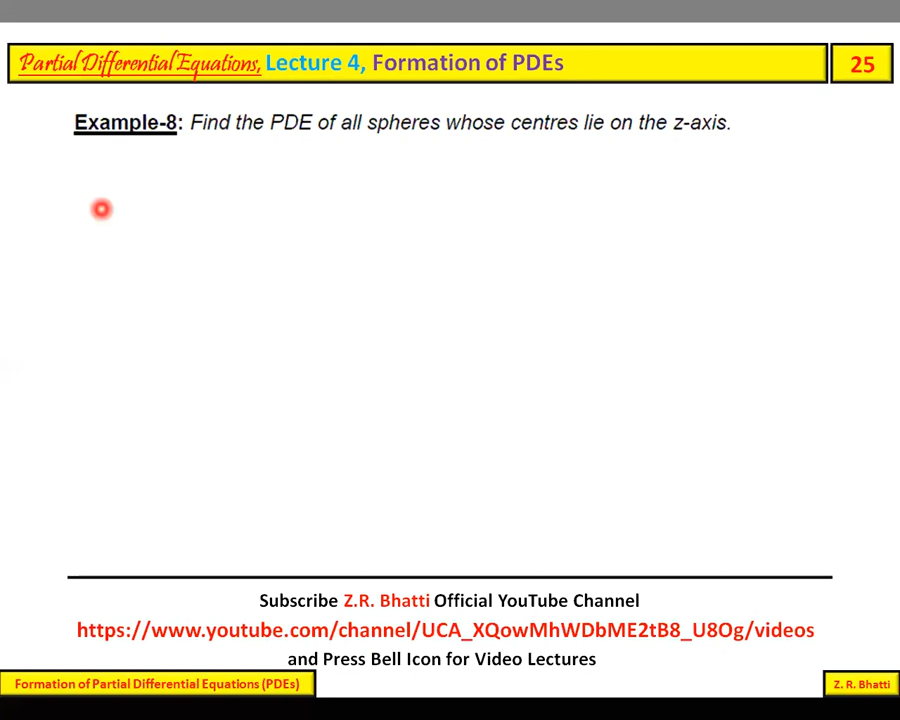 Partial Differential Equations, Lecture 4, Formation of PDEs
25
Example-8: Find the PDE of all spheres whose centres lie on the z-axis.
Subscribe Z.R. Bhatti Official YouTube Channel
https://www.youtube.com/channel/UCA_XQowMhWDbME2tB8_U8Og/videos
and Press Bell Icon for Video Lectures
Formation of Partial Differential Equations (PDEs)
Z. R. Bhatti